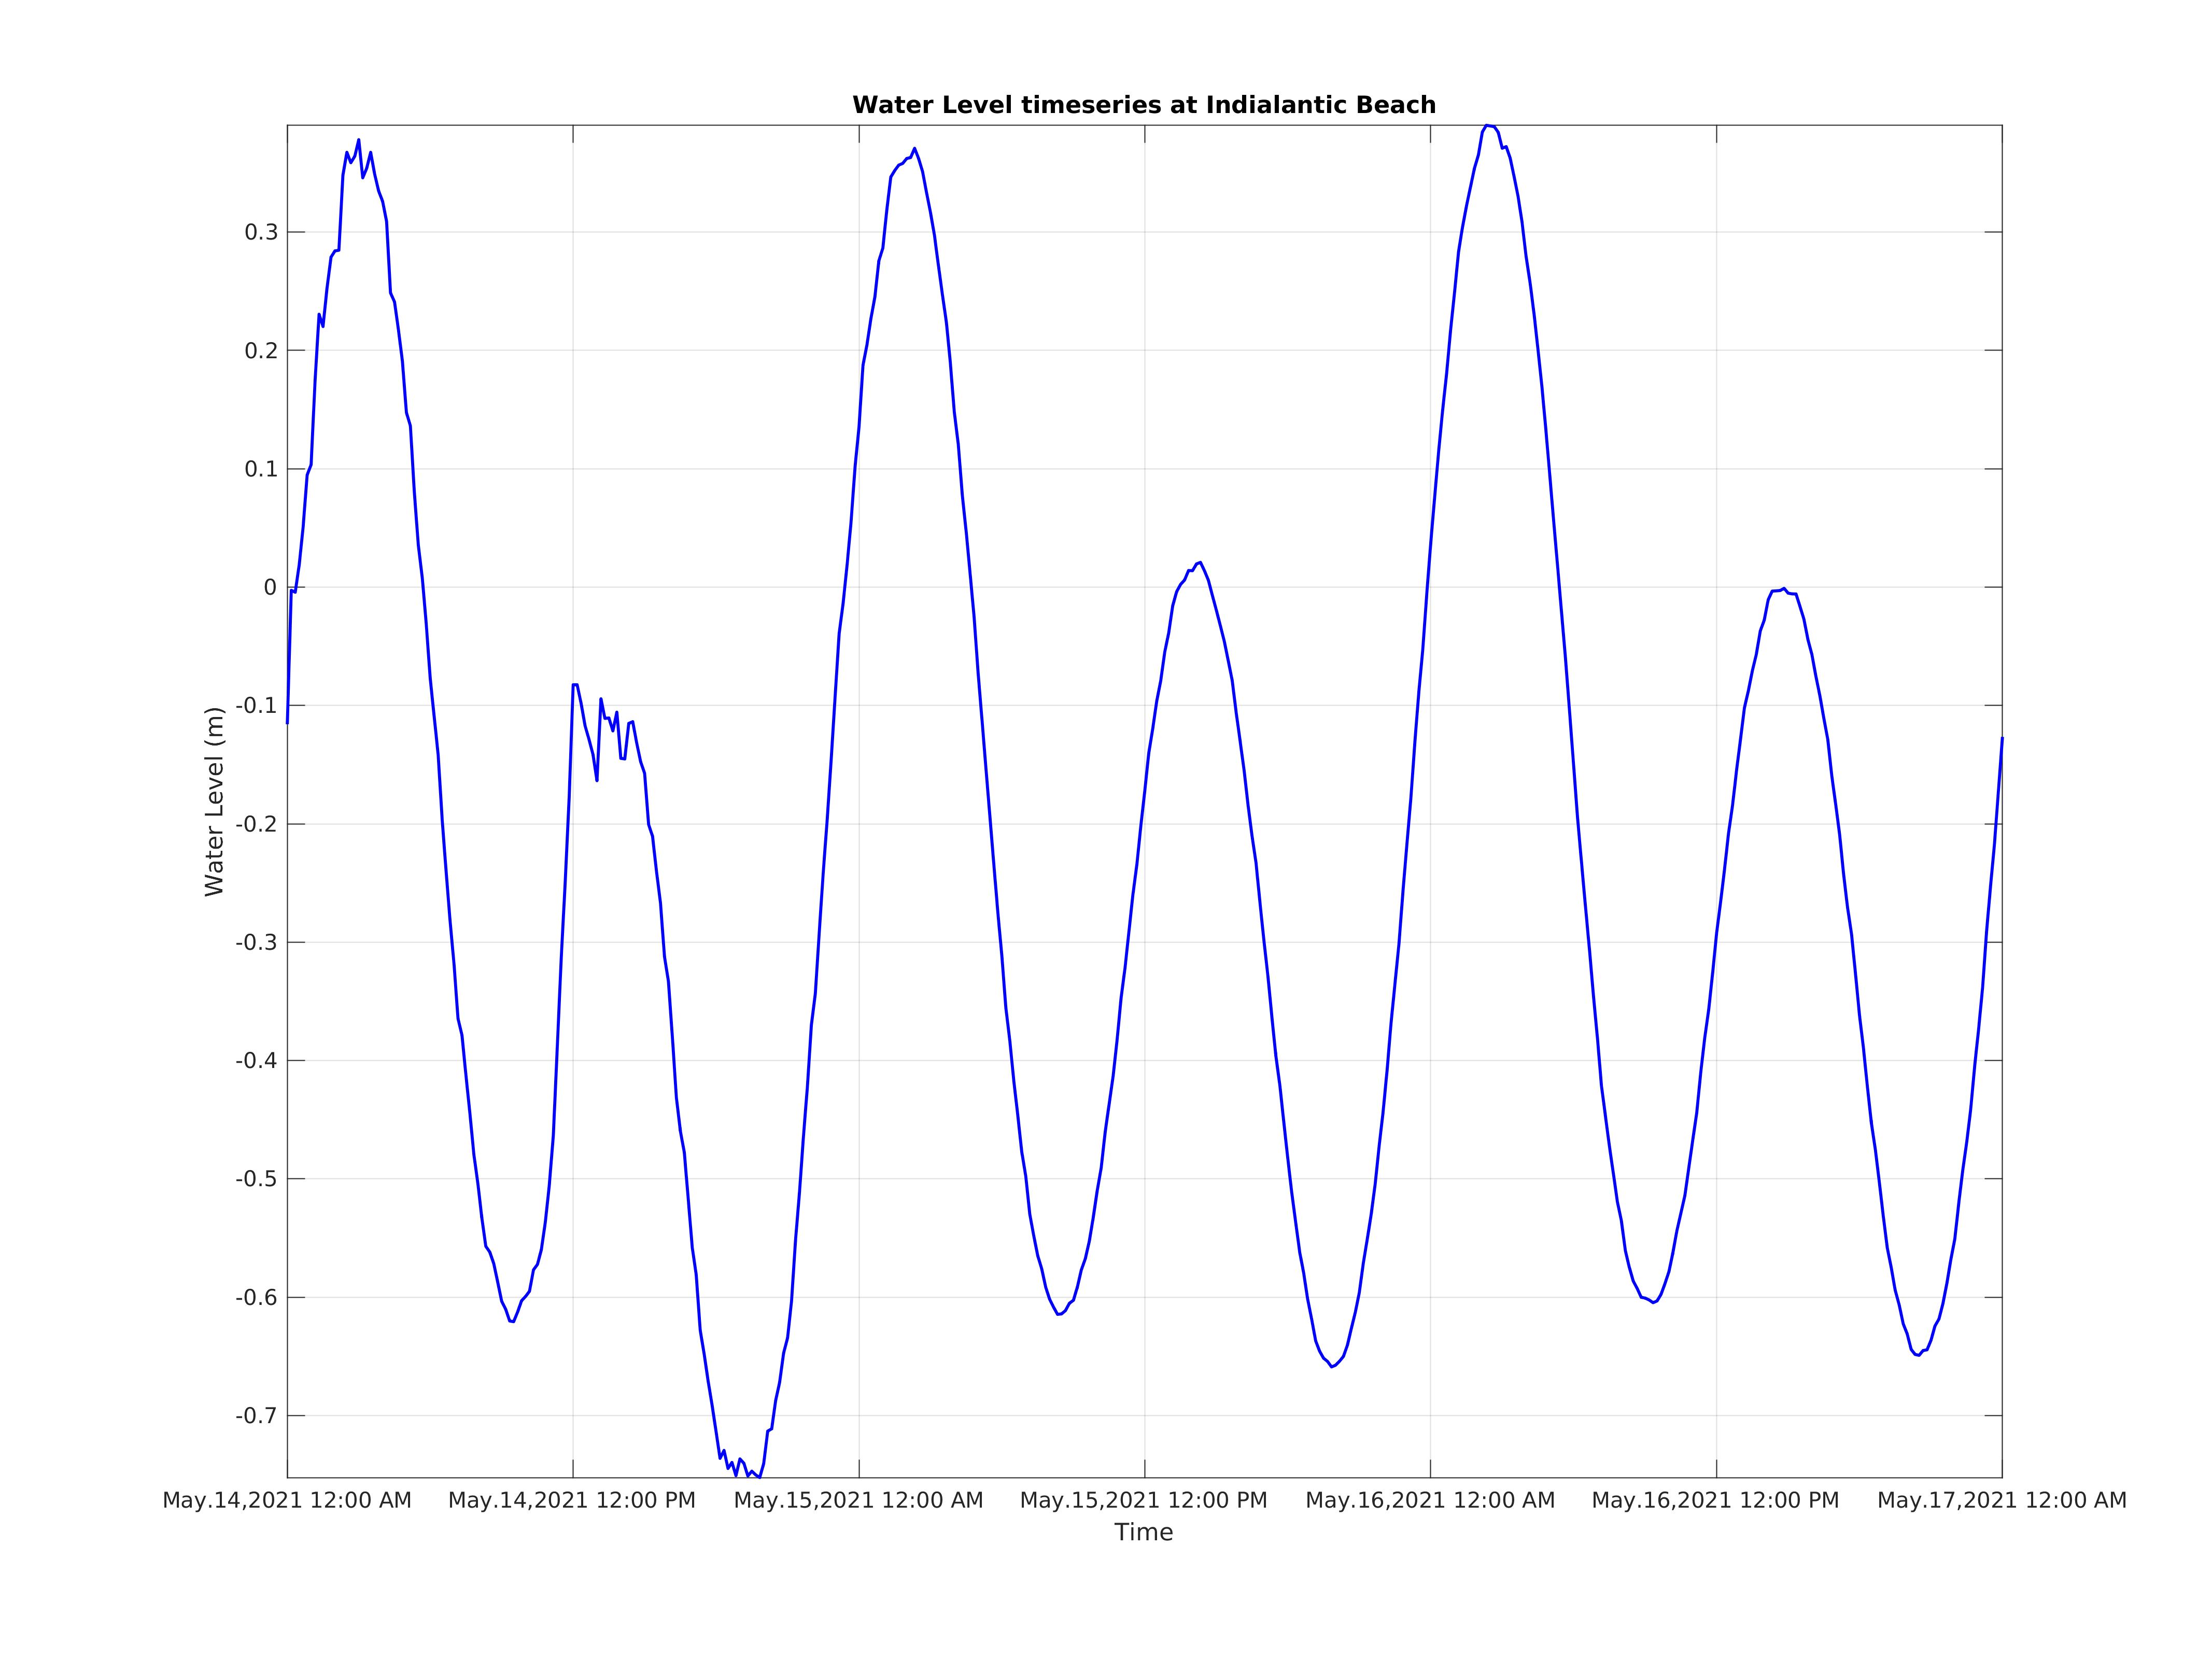 Water Level timeseries at Indialantic Beach
0.3
0.2
0.1
0
-0.1
-0.2
-0.3
-0.4
-0.5
-0.6
-0.7
Water Level (m)
May.14,2021 12:00 AM
May.14,2021 12:00 PM
May.15,2021 12:00 AM
May.15,2021 12:00 PM
May.16,2021 12:00 AM
May.16,2021 12:00 PM
May.17,2021 12:00 AM
Time